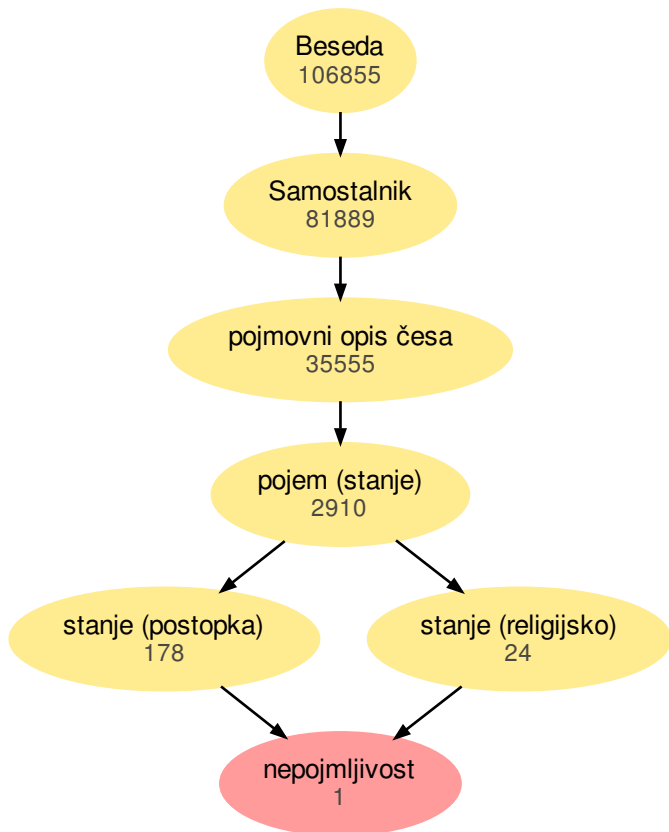 Beseda
106855
Samostalnik
81889
pojmovni opis česa
35555
pojem (stanje)
2910
stanje (postopka)
178
stanje (religijsko)
24
nepojmljivost
1